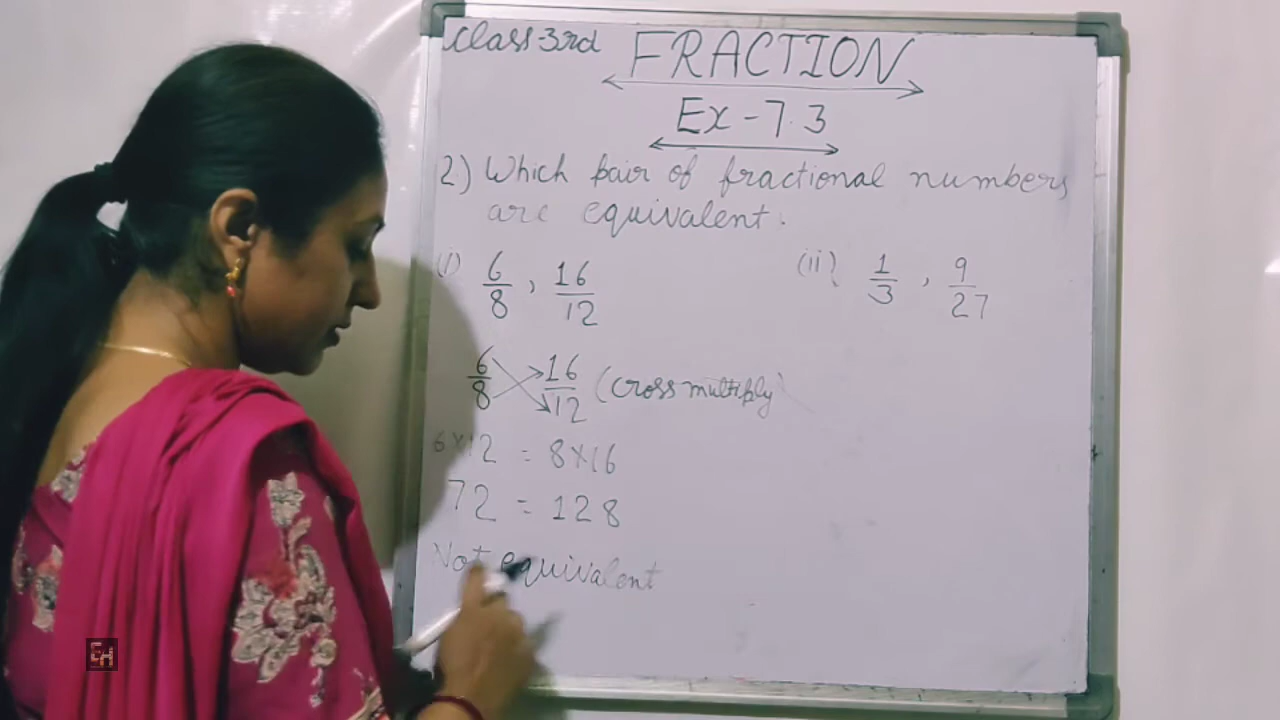 Class 3rd FRACTION
Ex-7.3
2) Which pair of fractional numbers
are equivalent.
(i) 6/8 , 16/12 (ii) 1/3 , 9/27
6/8 16/12 (Cross multiply)
6×12 = 8×16
72 = 128
Not equivalent
EH